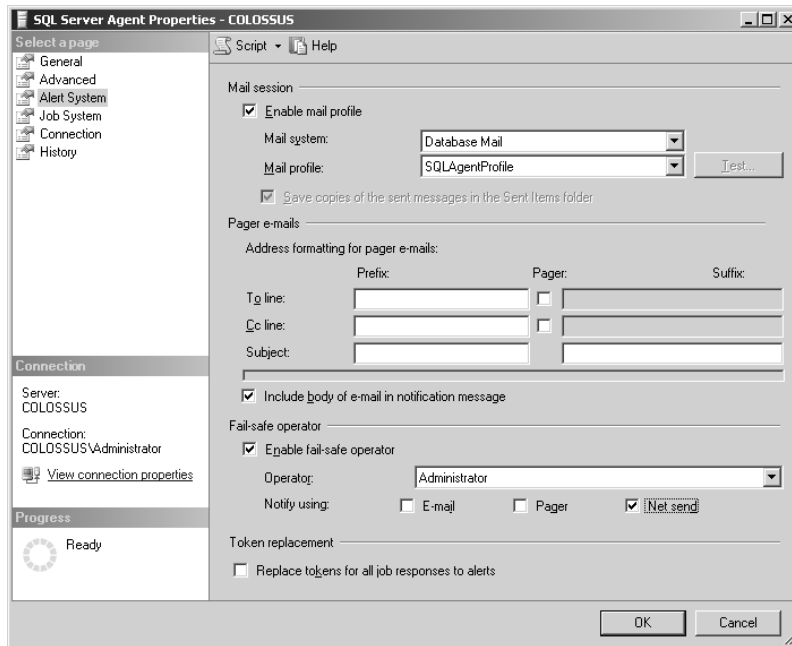 SQL Server Agent Properties - COLOSSUS
Select a page
General
Advanced
Alert System
Job System
Connection
History
Script Help
Mail session
Enable mail profile
Mail system: Database Mail
Mail profile: SQLAgentProfile Test...
Save copies of the sent messages in the Sent Items folder
Pager e-mails
Address formatting for pager e-mails:
Prefix: Pager: Suffix:
To line:
Cc line:
Subject:
Include body of e-mail in notification message
Fail-safe operator
Enable fail-safe operator
Operator: Administrator
Notify using: E-mail Pager Net send
Token replacement
Replace tokens for all job responses to alerts
Connection
Server:
COLOSSUS
Connection:
COLOSSUS\Administrator
View connection properties
Progress
Ready
OK Cancel